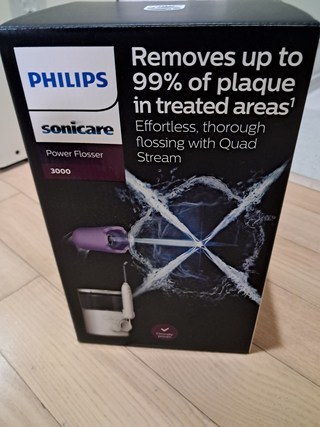 PHILIPS
sonicare
Power Flosser
3000
Removes up to
99% of plaque
in treated areas¹
Effortless, thorough
flossing with Quad
Stream